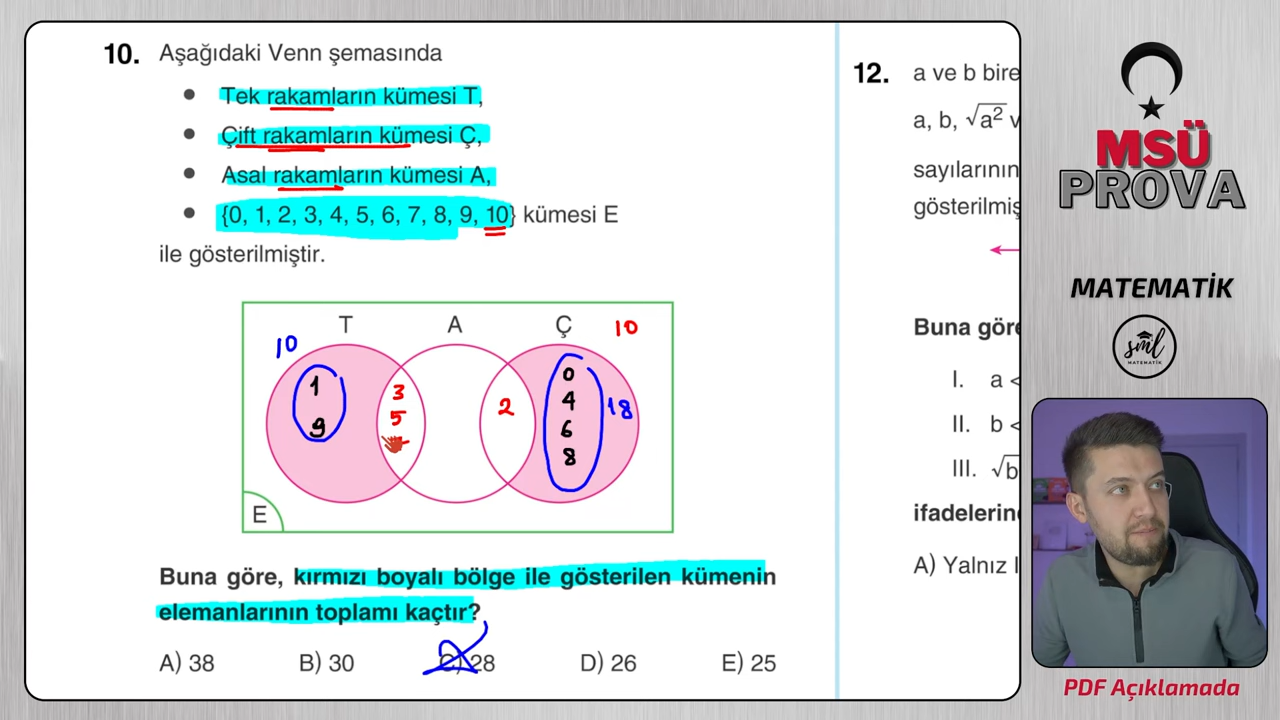 10. Aşağıdaki Venn şemasında
• Tek rakamların kümesi T,
• Çift rakamların kümesi Ç,
• Asal rakamların kümesi A,
• {0, 1, 2, 3, 4, 5, 6, 7, 8, 9, 10} kümesi E
ile gösterilmiştir.
T A Ç 10
10
1
9
3
5
2
0
4
6
8
18
E
Buna göre, kırmızı boyalı bölge ile gösterilen kümenin
elemanlarının toplamı kaçtır?
A) 38 B) 30 C) 28 D) 26 E) 25
12. a ve b bire
a, b, √a² v
sayılarının
gösterilmiş
Buna göre
I. a <
II. b <
III. √b
ifadelerin
A) Yalnız I
MSÜ
PROVA
MATEMATİK
sml
MATEMATİK
PDF Açıklamada